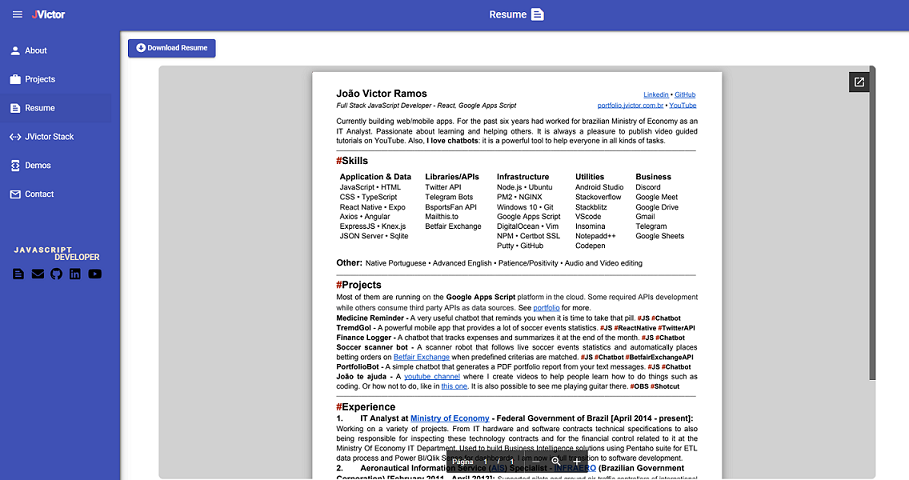 JVictor
Resume
About
Projects
Resume
JVictor Stack
Demos
Contact
JAVASCRIPT
DEVELOPER
Download Resume
João Victor Ramos
Linkedin • GitHub
Full Stack JavaScript Developer - React, Google Apps Script
portfolio.jvictor.com.br • YouTube
Currently building web/mobile apps. For the past six years had worked for brazilian Ministry of Economy as an
IT Analyst. Passionate about learning and helping others. It is always a pleasure to publish video guided
tutorials on YouTube. Also, I love chatbots: it is a powerful tool to help everyone in all kinds of tasks.
#Skills
Application & Data
JavaScript • HTML
CSS • TypeScript
React Native • Expo
Axios • Angular
ExpressJS • Knex.js
JSON Server • Sqlite
Libraries/APIs
Twitter API
Telegram Bots
BsportsFan API
Mailthis.to
Betfair Exchange
Infrastructure
Node.js • Ubuntu
PM2 • NGINX
Windows 10 • Git
Google Apps Script
DigitalOcean • Vim
NPM • Certbot SSL
Putty • GitHub
Utilities
Android Studio
Stackoverflow
Stackblitz
VScode
Insomina
Notepad++
Codepen
Business
Discord
Google Meet
Google Drive
Gmail
Telegram
Google Sheets
Other: Native Portuguese • Advanced English • Patience/Positivity • Audio and Video editing
#Projects
Most of them are running on the Google Apps Script platform in the cloud. Some required APIs development
while others consume third party APIs as data sources. See portfolio for more.
Medicine Reminder - A very useful chatbot that reminds you when it is time to take that pill. #JS #Chatbot
TremdGol - A powerful mobile app that provides a lot of soccer events statistics. #JS #ReactNative #TwitterAPI
Finance Logger - A chatbot that tracks expenses and summarizes it at the end of the month. #JS #Chatbot
Soccer scanner bot - A scanner robot that follows live soccer events statistics and automatically places
betting orders on Betfair Exchange when predefined criterias are matched. #JS #Chatbot #BetfairExchangeAPI
PortfolioBot - A simple chatbot that generates a PDF portfolio report from your text messages. #JS #Chatbot
João te ajuda - A youtube channel where I create videos to help people learn how to do things such as
coding. Or how not to do, like in this one. It is also possible to see me playing guitar there. #OBS #Shotcut
#Experience
1. IT Analyst at Ministry of Economy - Federal Government of Brazil [April 2014 - present]:
Working on a variety of projects. From IT hardware and software contracts technical specifications to also
being responsible for inspecting these technology contracts and for the financial control related to it at the
Ministry Of Economy IT Department. Used to build Business Intelligence solutions using Pentaho suite for ETL
data process and Power BI/Qlik Sense for dashboards. I am now in full transition to software development.
Página 1 / 1
2. Aeronautical Information Service (AIS) Specialist - INFRAERO (Brazilian Government
Corporation) [February 2011 - April 2013]: Supported pilots and ground air traffic controllers of international